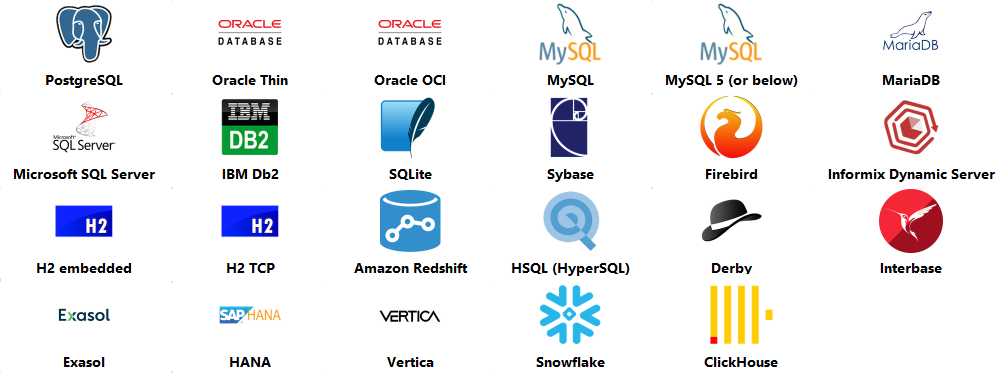 ORACLE
DATABASE
ORACLE
DATABASE
MySQL
MySQL
MariaDB
PostgreSQL
Oracle Thin
Oracle OCI
MySQL
MySQL 5 (or below)
MariaDB
Microsoft
SQL Server
IBM
DB2
Microsoft SQL Server
IBM Db2
SQLite
Sybase
Firebird
Informix Dynamic Server
H2
H2
H2 embedded
H2 TCP
Amazon Redshift
HSQL (HyperSQL)
Derby
Interbase
Exasol
SAP HANA
VERTICA
Exasol
HANA
Vertica
Snowflake
ClickHouse